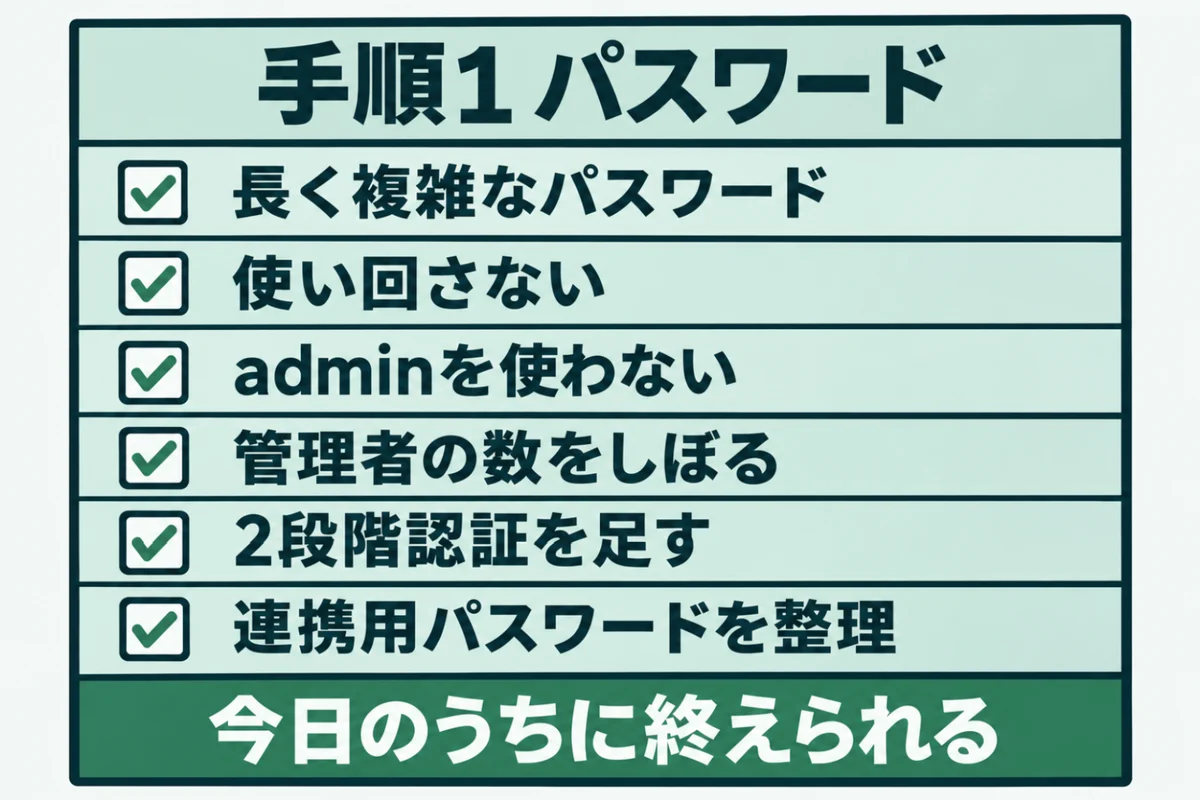 手順1 パスワード
長く複雑なパスワード
使い回さない
adminを使わない
管理者の数をしぼる
2段階認証を足す
連携用パスワードを整理
今日のうちに終えられる